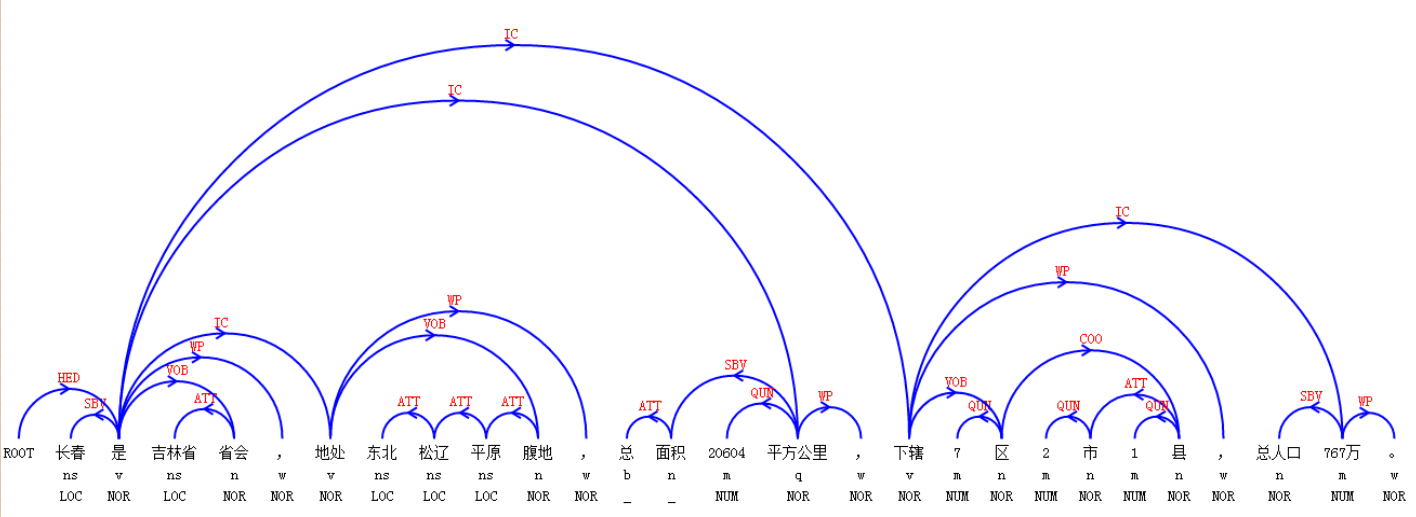 IC
IC
IC
WP
WP
IC
VOB
WP
COO
VOB
HED
SBV
ATT
VOB
QUN
SBV
ATT
ATT
ATT
ATT
ATT
QUN
WP
QUN
QUN
ATT
QUN
SBV
WP
ROOT 长春 是 吉林省 省会 ， 地处 东北 松辽 平原 腹地 ， 总 面积 20604 平方公里 ， 下辖 7 区 2 市 1 县 ， 总人口 767万 。
ns v ns n w v ns ns ns n w b n m q w v m n m n m n w n m w
LOC NOR LOC NOR NOR NOR LOC LOC LOC NOR NOR _ _ NUM NOR NOR NOR NUM NOR NUM NOR NUM NOR NOR NOR NUM NOR